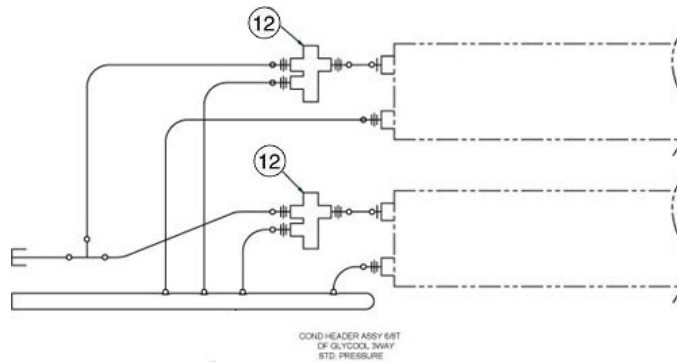 12
12
COND HEADER ASSY 6/8T
DF GLYCOOL 3WAY
STD. PRESSURE